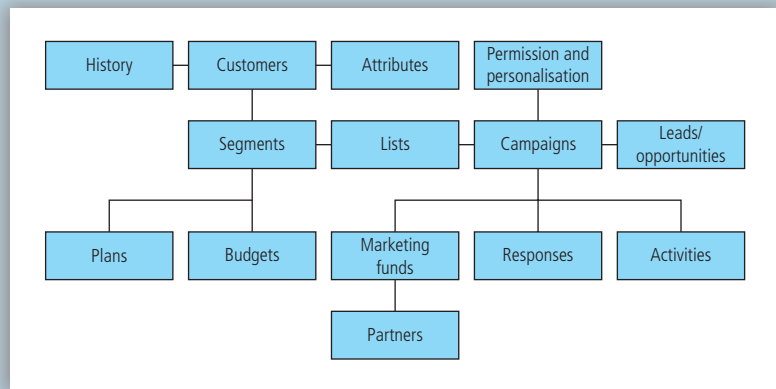 History
Customers
Attributes
Permission and
personalisation
Segments
Lists
Campaigns
Leads/
opportunities
Plans
Budgets
Marketing
funds
Responses
Activities
Partners